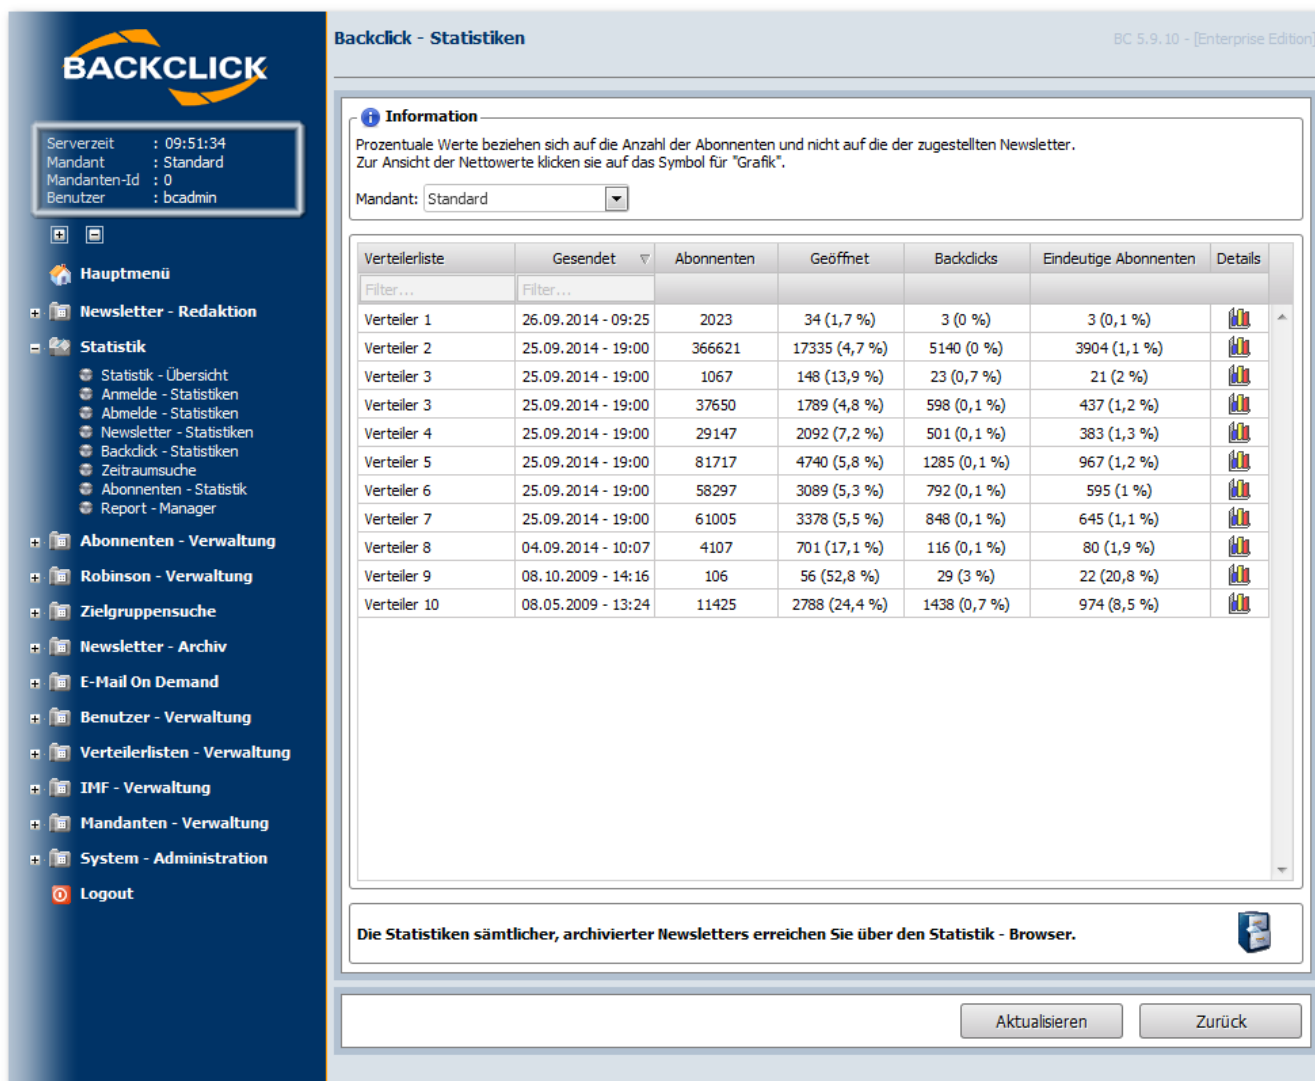 BACKCLICK
Serverzeit : 09:51:34
Mandant : Standard
Mandanten-Id : 0
Benutzer : bcadmin
Hauptmenü
Newsletter - Redaktion
Statistik
Statistik - Übersicht
Anmelde - Statistiken
Abmelde - Statistiken
Newsletter - Statistiken
Backclick - Statistiken
Zeitraumsuche
Abonnenten - Statistik
Report - Manager
Abonnenten - Verwaltung
Robinson - Verwaltung
Zielgruppensuche
Newsletter - Archiv
E-Mail On Demand
Benutzer - Verwaltung
Verteilerlisten - Verwaltung
IMF - Verwaltung
Mandanten - Verwaltung
System - Administration
Logout
Backclick - Statistiken BC 5.9.10 - [Enterprise Edition]
Information
Prozentuale Werte beziehen sich auf die Anzahl der Abonnenten und nicht auf die der zugestellten Newsletter.
Zur Ansicht der Nettowerte klicken sie auf das Symbol für "Grafik".
Mandant: Standard
Verteilerliste Gesendet Abonnenten Geöffnet Backclicks Eindeutige Abonnenten Details
Filter... Filter...
Verteiler 1 26.09.2014 - 09:25 2023 34 (1,7 %) 3 (0 %) 3 (0,1 %)
Verteiler 2 25.09.2014 - 19:00 366621 17335 (4,7 %) 5140 (0 %) 3904 (1,1 %)
Verteiler 3 25.09.2014 - 19:00 1067 148 (13,9 %) 23 (0,7 %) 21 (2 %)
Verteiler 3 25.09.2014 - 19:00 37650 1789 (4,8 %) 598 (0,1 %) 437 (1,2 %)
Verteiler 4 25.09.2014 - 19:00 29147 2092 (7,2 %) 501 (0,1 %) 383 (1,3 %)
Verteiler 5 25.09.2014 - 19:00 81717 4740 (5,8 %) 1285 (0,1 %) 967 (1,2 %)
Verteiler 6 25.09.2014 - 19:00 58297 3089 (5,3 %) 792 (0,1 %) 595 (1 %)
Verteiler 7 25.09.2014 - 19:00 61005 3378 (5,5 %) 848 (0,1 %) 645 (1,1 %)
Verteiler 8 04.09.2014 - 10:07 4107 701 (17,1 %) 116 (0,1 %) 80 (1,9 %)
Verteiler 9 08.10.2009 - 14:16 106 56 (52,8 %) 29 (3 %) 22 (20,8 %)
Verteiler 10 08.05.2009 - 13:24 11425 2788 (24,4 %) 1438 (0,7 %) 974 (8,5 %)
Die Statistiken sämtlicher, archivierter Newsletters erreichen Sie über den Statistik - Browser.
Aktualisieren Zurück